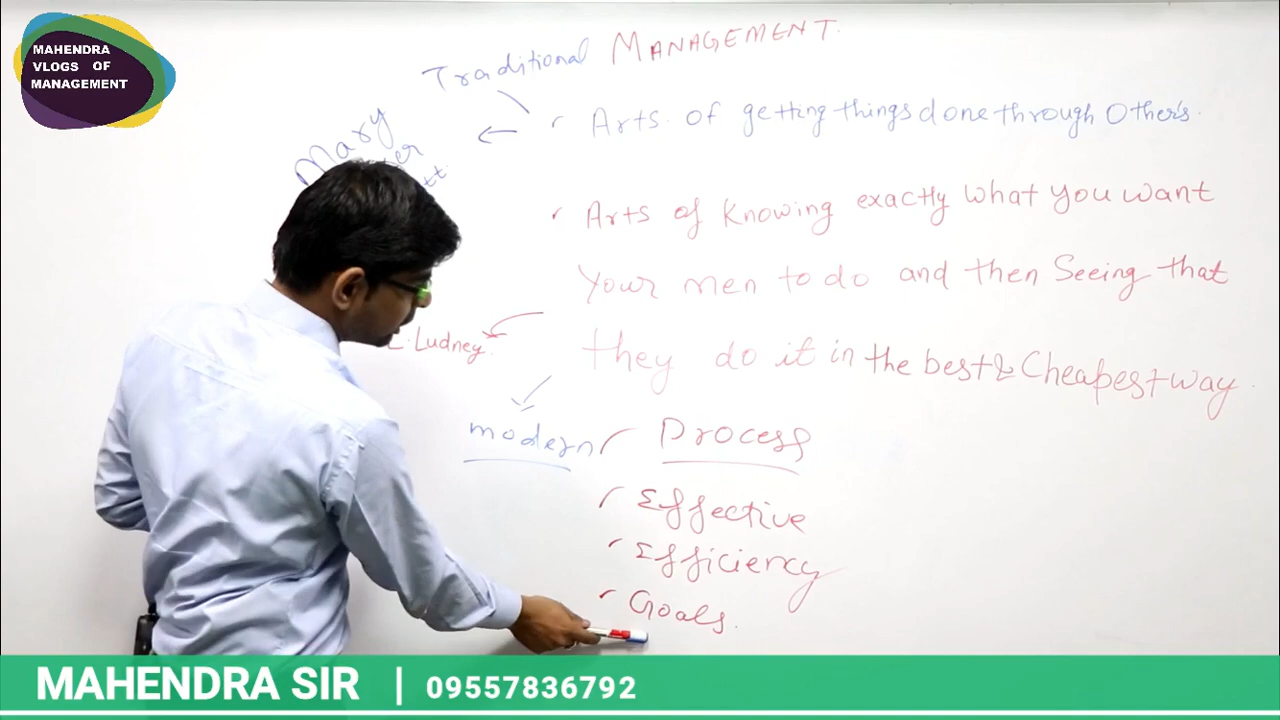 MAHENDRA
VLOGS OF
MANAGEMENT
Traditional MANAGEMENT.
Arts. of getting things done through Other's.
Mary
Arts of Knowing exactly what you want
your men to do and then Seeing that
Ludney.
they do it in the best & Cheapest way.
modern
Process
Effective
Efficiency
Goals.
MAHENDRA SIR | 09557836792